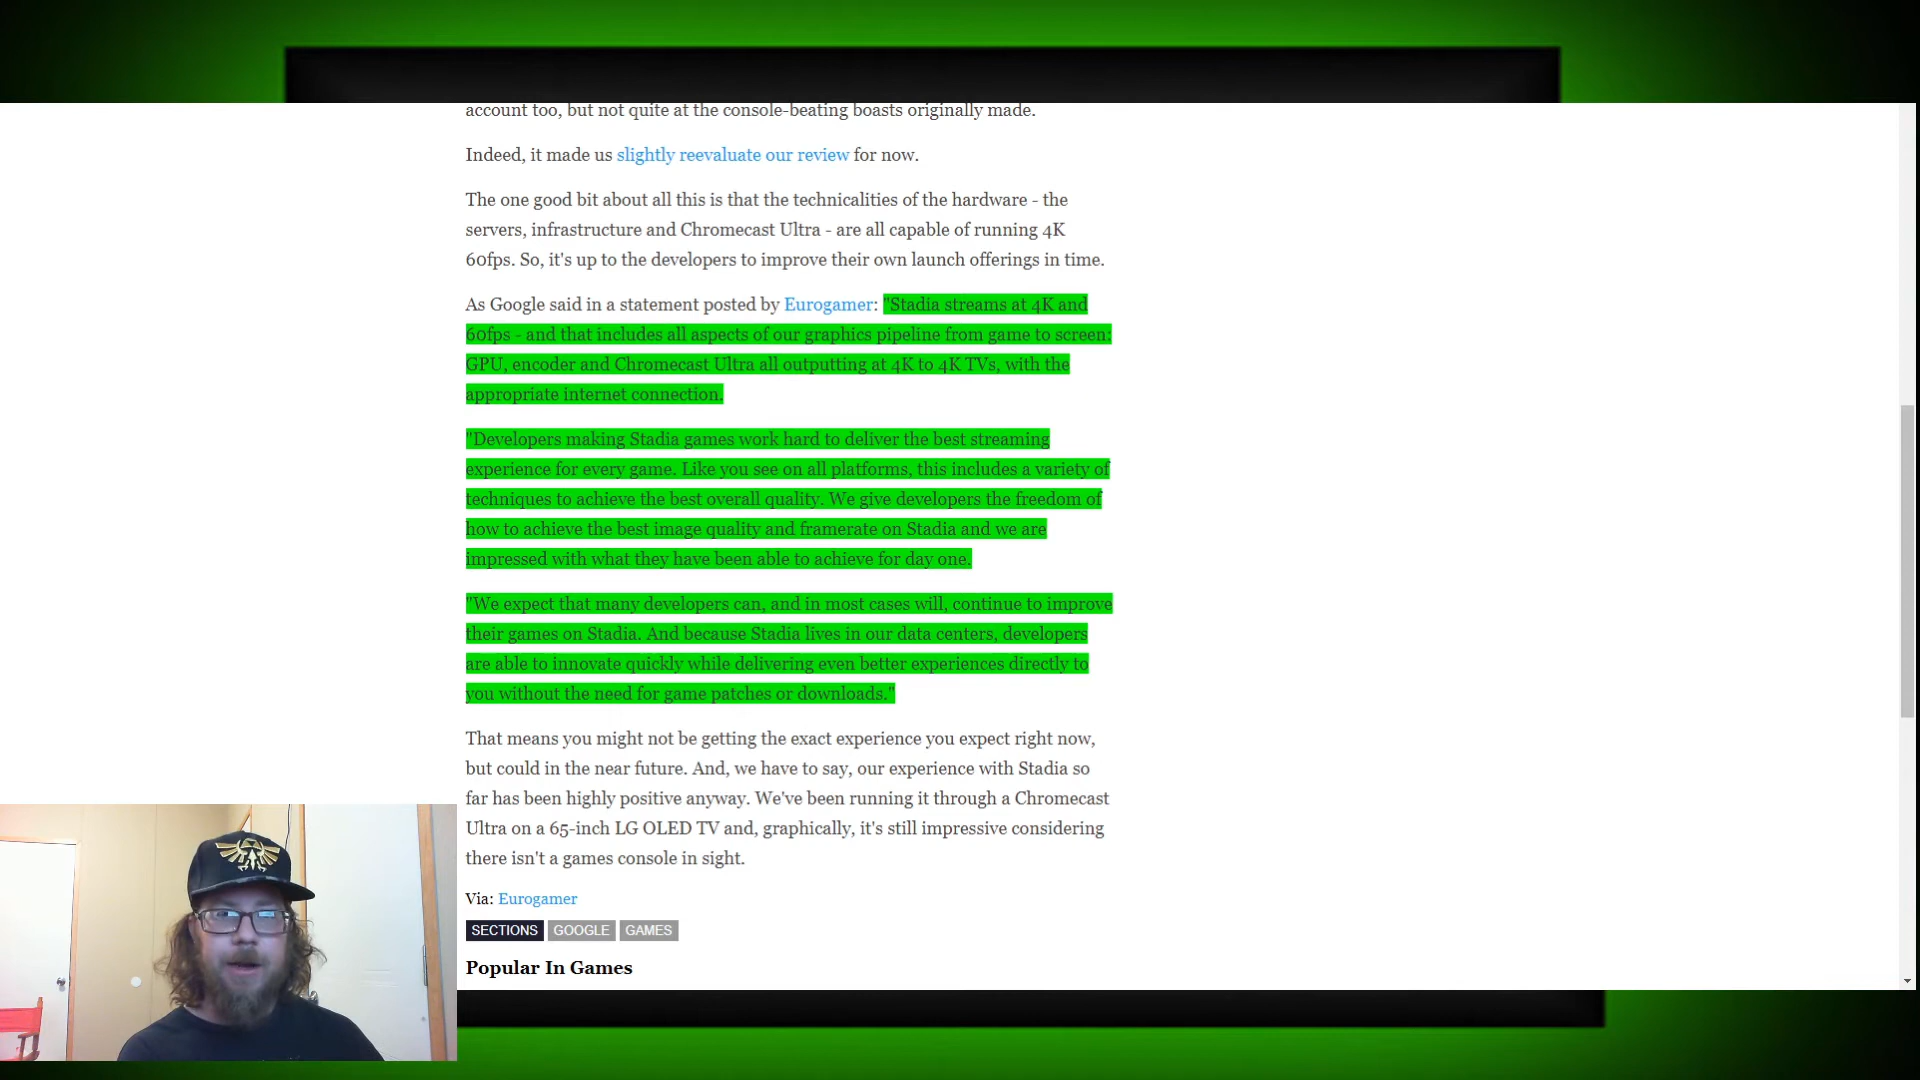 account too, but not quite at the console-beating boasts originally made.
Indeed, it made us slightly reevaluate our review for now.
The one good bit about all this is that the technicalities of the hardware - the
servers, infrastructure and Chromecast Ultra - are all capable of running 4K
60fps. So, it's up to the developers to improve their own launch offerings in time.
As Google said in a statement posted by Eurogamer: "Stadia streams at 4K and
60fps - and that includes all aspects of our graphics pipeline from game to screen:
GPU, encoder and Chromecast Ultra all outputting at 4K to 4K TVs, with the
appropriate internet connection.
"Developers making Stadia games work hard to deliver the best streaming
experience for every game. Like you see on all platforms, this includes a variety of
techniques to achieve the best overall quality. We give developers the freedom of
how to achieve the best image quality and framerate on Stadia and we are
impressed with what they have been able to achieve for day one.
"We expect that many developers can, and in most cases will, continue to improve
their games on Stadia. And because Stadia lives in our data centers, developers
are able to innovate quickly while delivering even better experiences directly to
you without the need for game patches or downloads."
That means you might not be getting the exact experience you expect right now,
but could in the near future. And, we have to say, our experience with Stadia so
far has been highly positive anyway. We've been running it through a Chromecast
Ultra on a 65-inch LG OLED TV and, graphically, it's still impressive considering
there isn't a games console in sight.
Via: Eurogamer
SECTIONS GOOGLE GAMES
Popular In Games